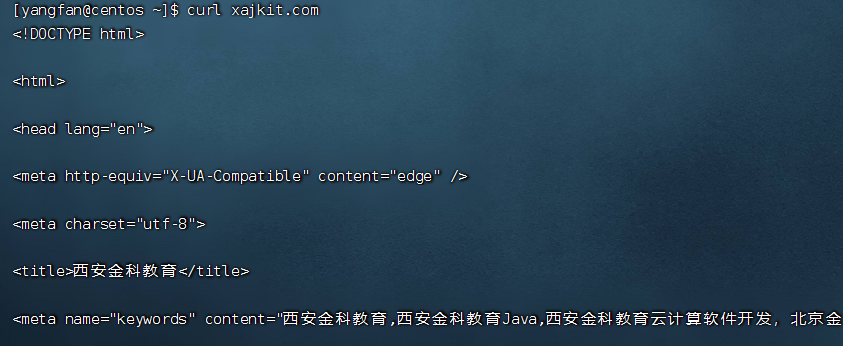 [yangfan@centos ~]$ curl xajkit.com
<!DOCTYPE html>
<html>
<head lang="en">
<meta http-equiv="X-UA-Compatible" content="edge" />
<meta charset="utf-8">
<title>西安金科教育</title>
<meta name="keywords" content="西安金科教育,西安金科教育Java,西安金科教育云计算软件开发，北京金